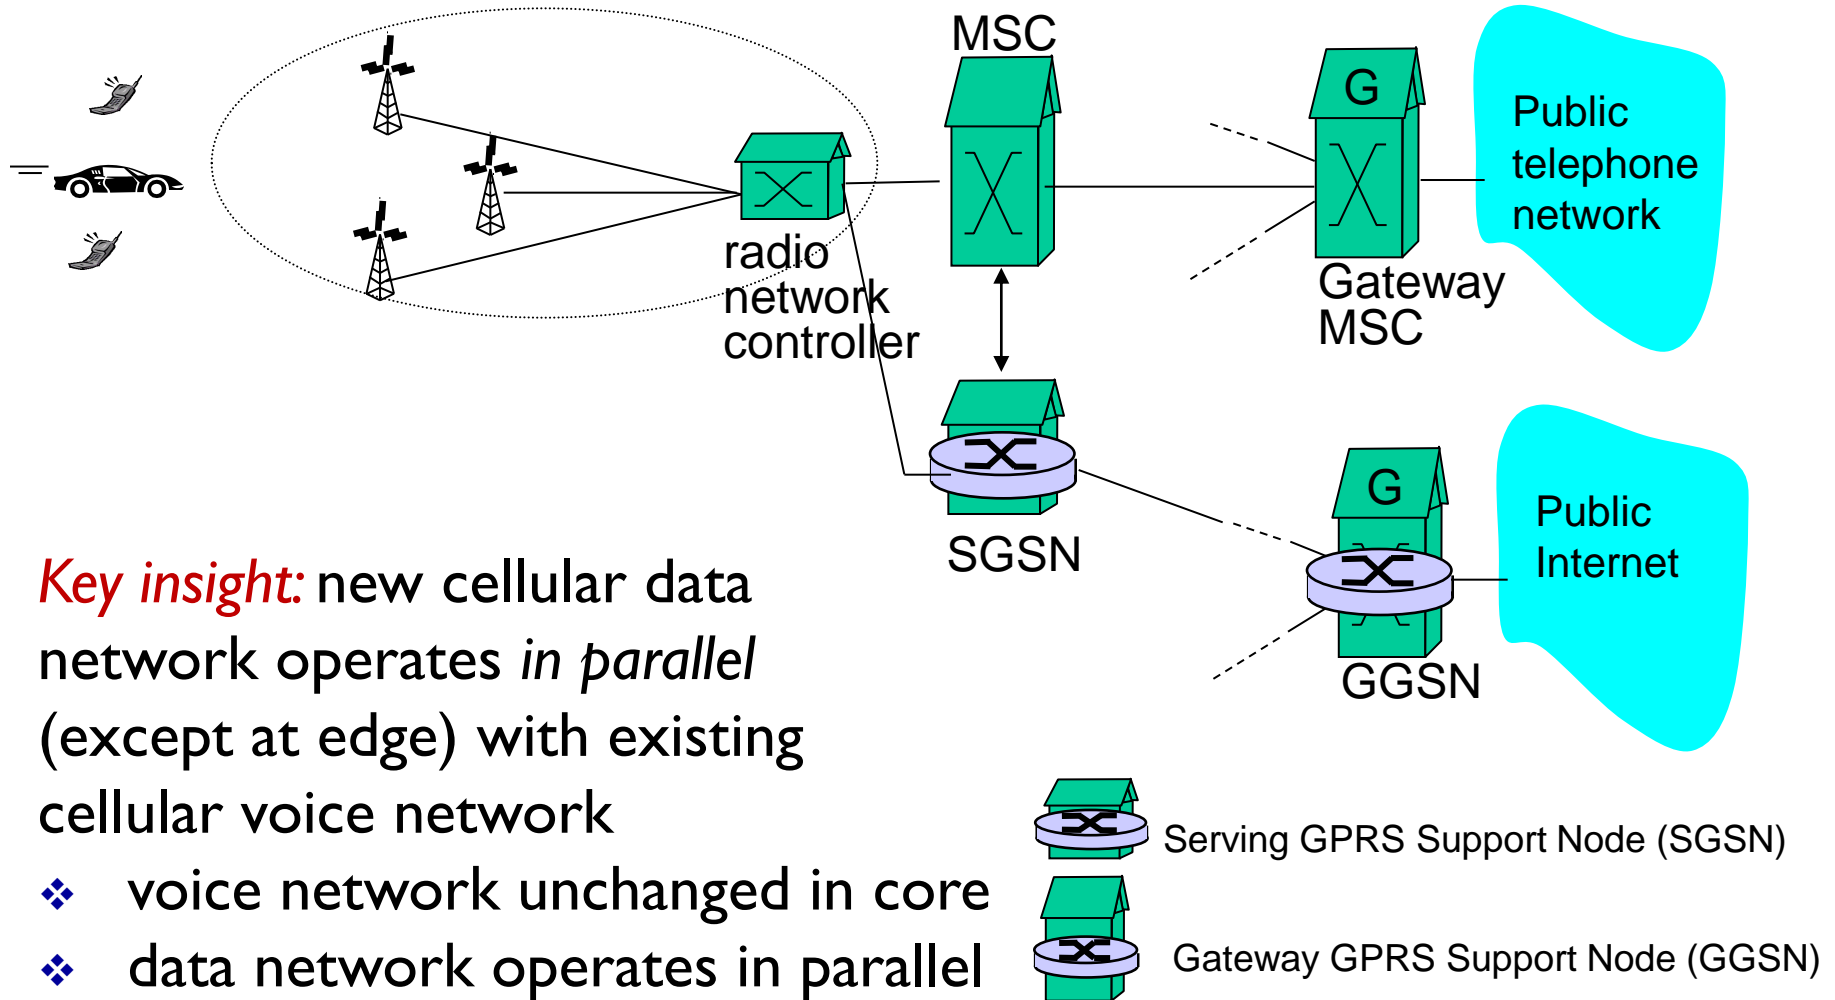 MSC
G
Public
telephone
network
radio
network
controller
Gateway
MSC
SGSN
G
Public
Internet
GGSN
Key insight: new cellular data
network operates in parallel
(except at edge) with existing
cellular voice network
❖ voice network unchanged in core
❖ data network operates in parallel
Serving GPRS Support Node (SGSN)
Gateway GPRS Support Node (GGSN)